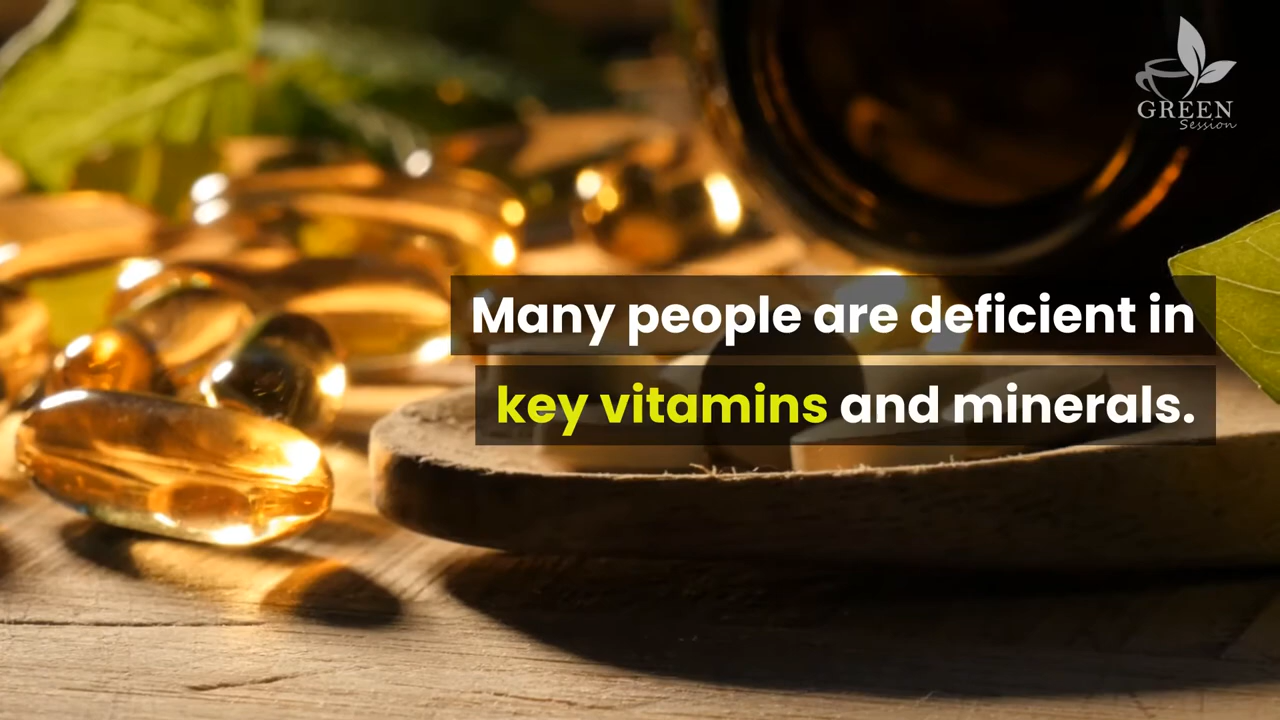 GREEN
Session
Many people are deficient in
key vitamins and minerals.